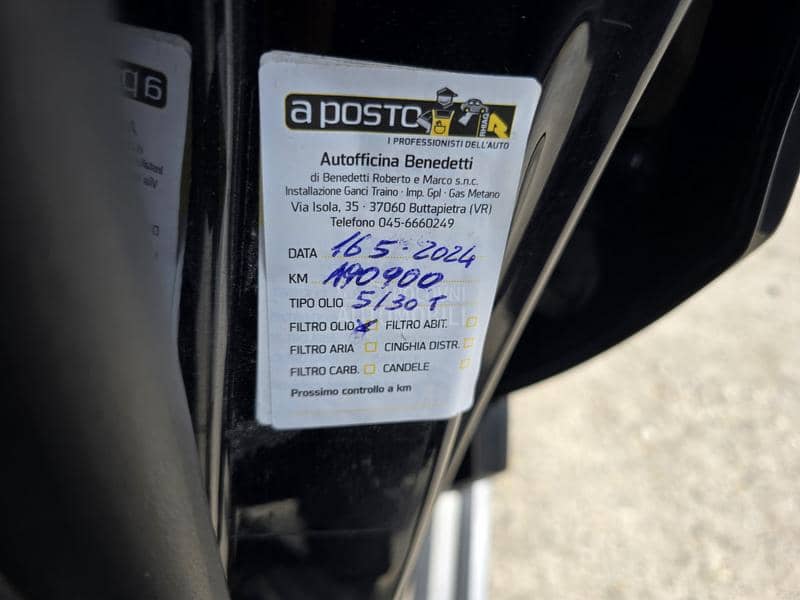 a POSTO
RHIAG
I PROFESSIONISTI DELL'AUTO
Autofficina Benedetti
di Benedetti Roberto e Marco s.n.c.
Installazione Ganci Traino · Imp. Gpl · Gas Metano
Via Isola, 35 · 37060 Buttapietra (VR)
Telefono 045-6660249
DATA 16 5-2024
KM 190900
TIPO OLIO 5/30 T
FILTRO OLIO FILTRO ABIT.
FILTRO ARIA CINGHIA DISTR.
FILTRO CARB. CANDELE
Prossimo controllo a km